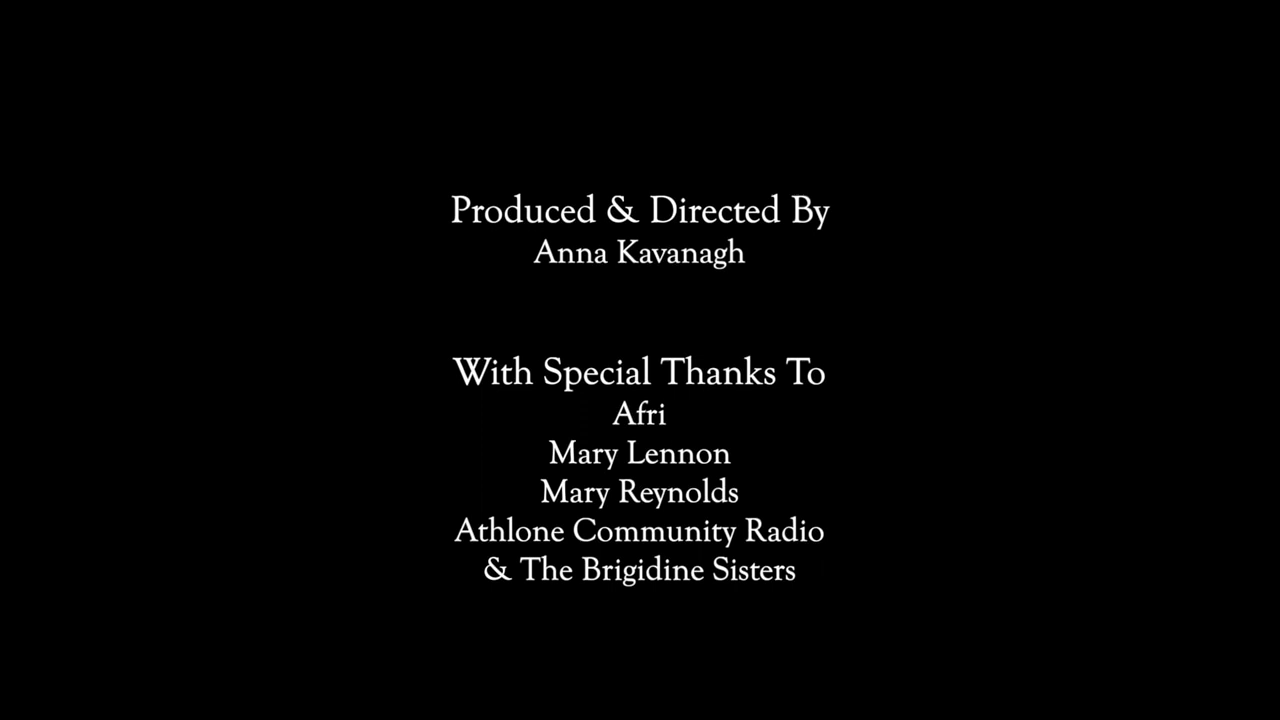 Produced & Directed By
Anna Kavanagh
With Special Thanks To
Afri
Mary Lennon
Mary Reynolds
Athlone Community Radio
& The Brigidine Sisters